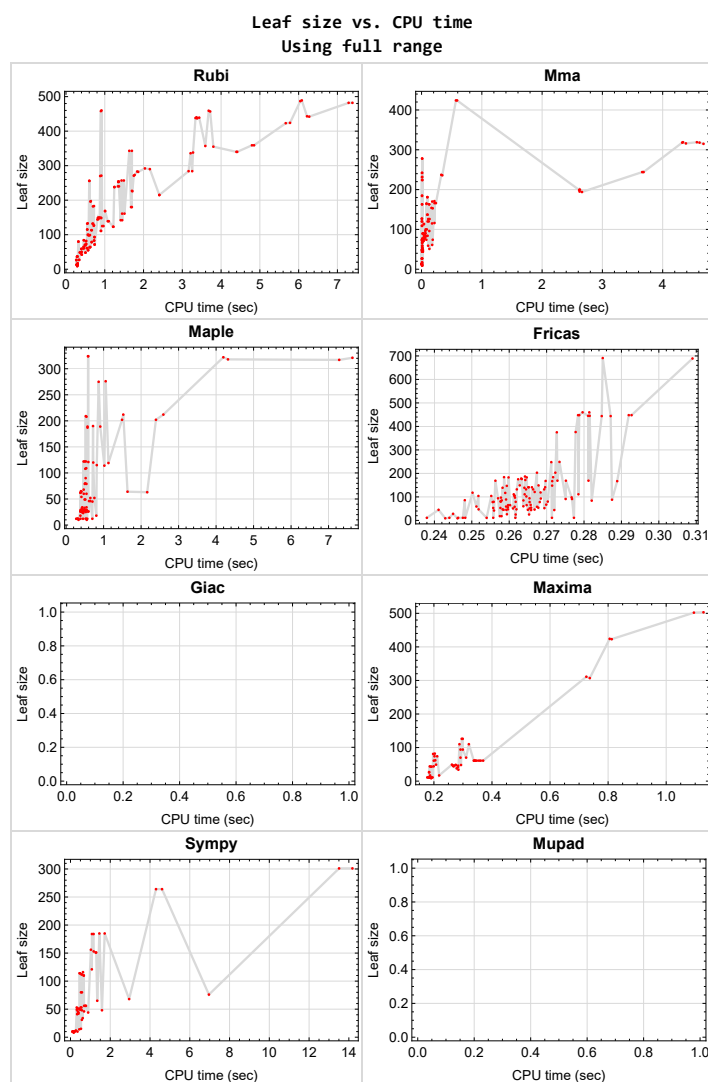 Leaf size vs. CPU time
Using full range
Rubi
Leaf size
500
400
300
200
100
0
0 1 2 3 4 5 6 7
CPU time (sec)
Mma
Leaf size
400
300
200
100
0
0 1 2 3 4
CPU time (sec)
Maple
Leaf size
300
250
200
150
100
50
0
0 1 2 3 4 5 6 7
CPU time (sec)
Fricas
Leaf size
700
600
500
400
300
200
100
0
0.24 0.25 0.26 0.27 0.28 0.29 0.30 0.31
CPU time (sec)
Giac
Leaf size
1.0
0.8
0.6
0.4
0.2
0.0
0.0 0.2 0.4 0.6 0.8 1.0
CPU time (sec)
Maxima
Leaf size
500
400
300
200
100
0
0.2 0.4 0.6 0.8 1.0
CPU time (sec)
Sympy
Leaf size
300
250
200
150
100
50
0
0 2 4 6 8 10 12 14
CPU time (sec)
Mupad
Leaf size
1.0
0.8
0.6
0.4
0.2
0.0
0.0 0.2 0.4 0.6 0.8 1.0
CPU time (sec)